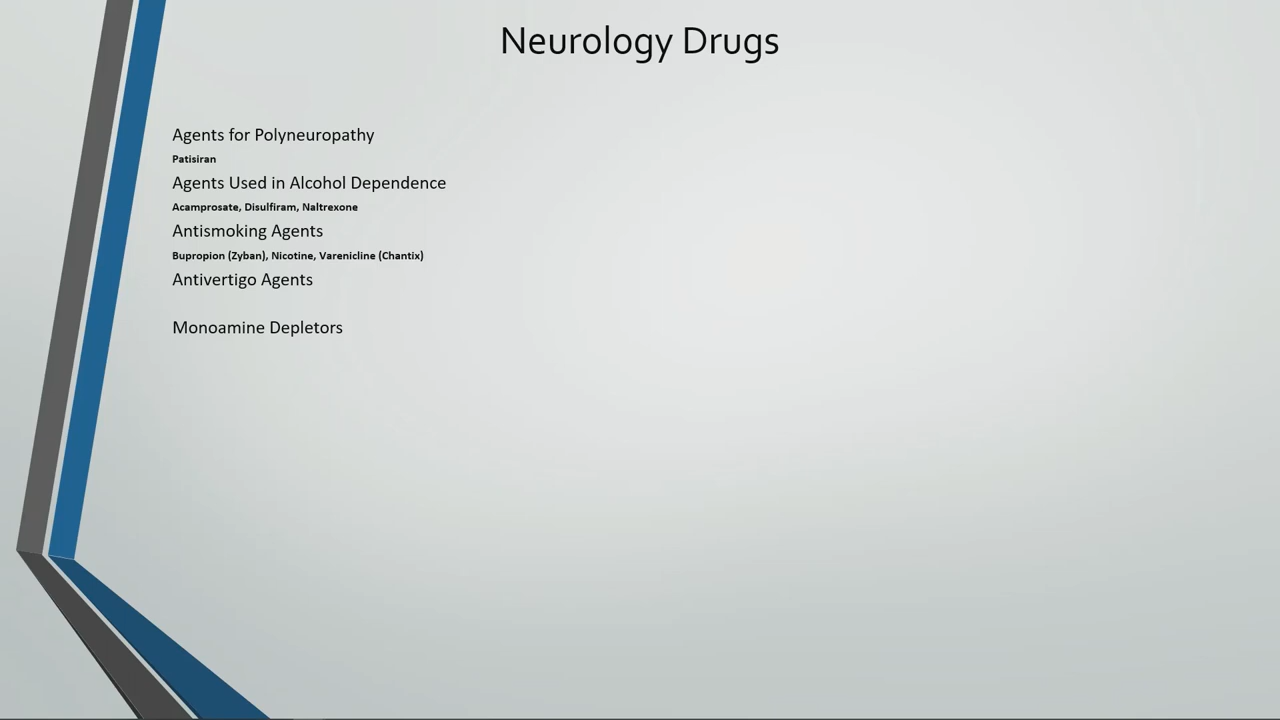 Neurology Drugs
Agents for Polyneuropathy
Patisiran
Agents Used in Alcohol Dependence
Acamprosate, Disulfiram, Naltrexone
Antismoking Agents
Bupropion (Zyban), Nicotine, Varenicline (Chantix)
Antivertigo Agents
Monoamine Depletors